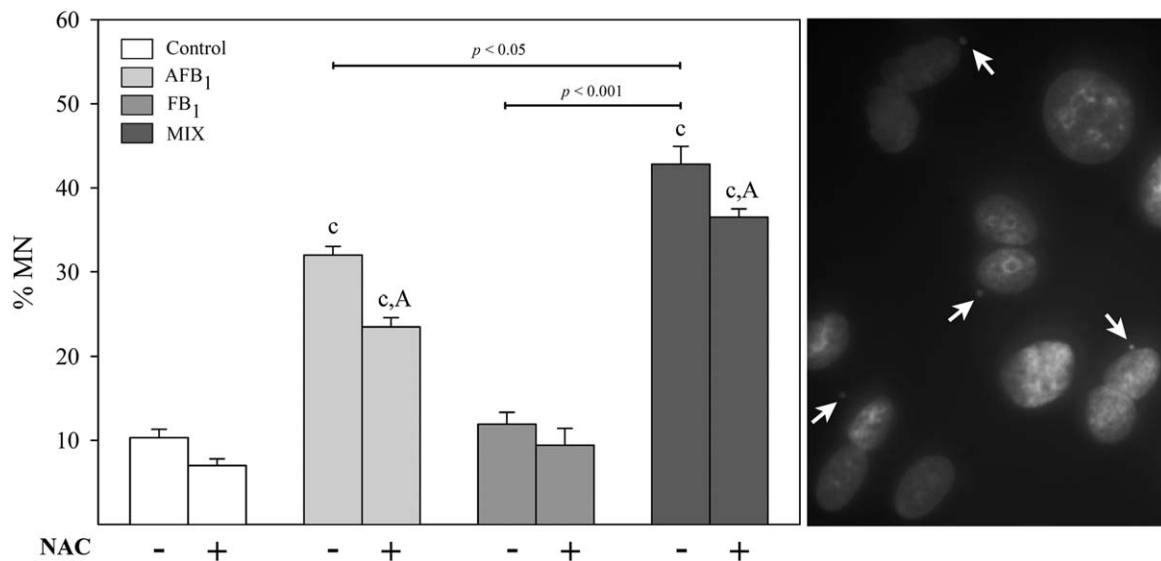 60
50
40
30
20
10
% MN
Control
AFB1
FB1
MIX
p < 0.05
p < 0.001
c
c,A
c
c,A
NAC - + - + - + - +